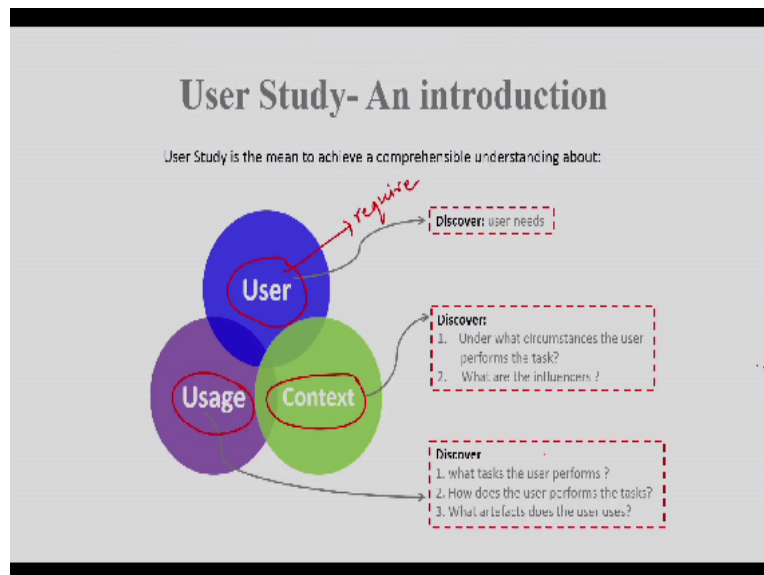 User Study- An introduction
User Study is the mean to achieve a comprehensible understanding about:
require
Discover: user needs
User
Discover:
1. Under what circumstances the user
performs the task?
2. What are the influencers ?
Usage
Context
Discover
1. what tasks the user performs ?
2. How does the user performs the tasks?
3. What artefacts does the user uses?